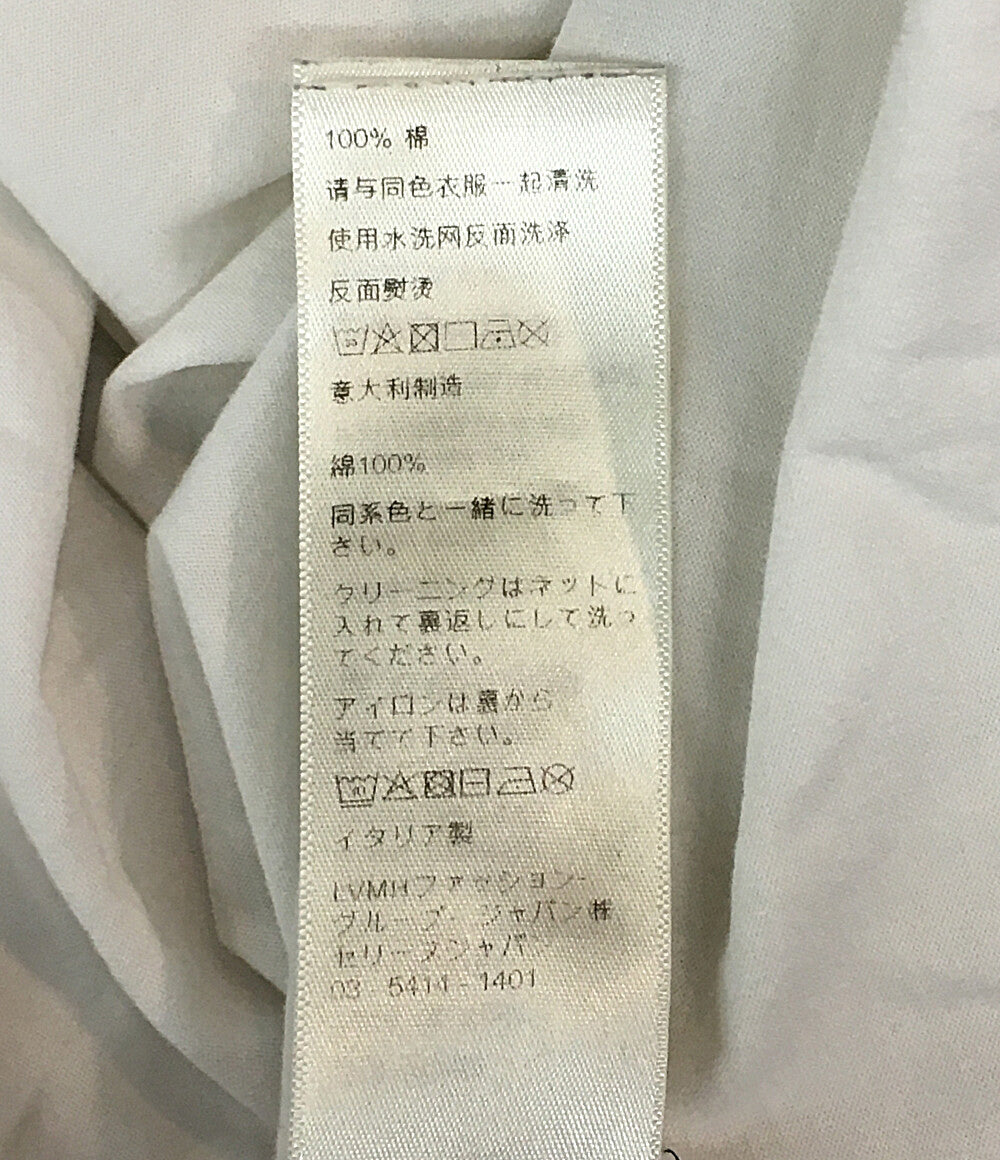 100% 棉
请与同色衣服一起清洗
使用水洗网反面洗涤
反面熨烫
意大利制造
綿100%
同系色と一緒に洗って下
さい。
クリーニングはネットに
入れて裏返しにして洗っ
てください。
アイロンは裏から
当てて下さい。
イタリア製
LVMHファッション・
グループ・ジャパン株
セリーヌジャパン
03-5414-1401